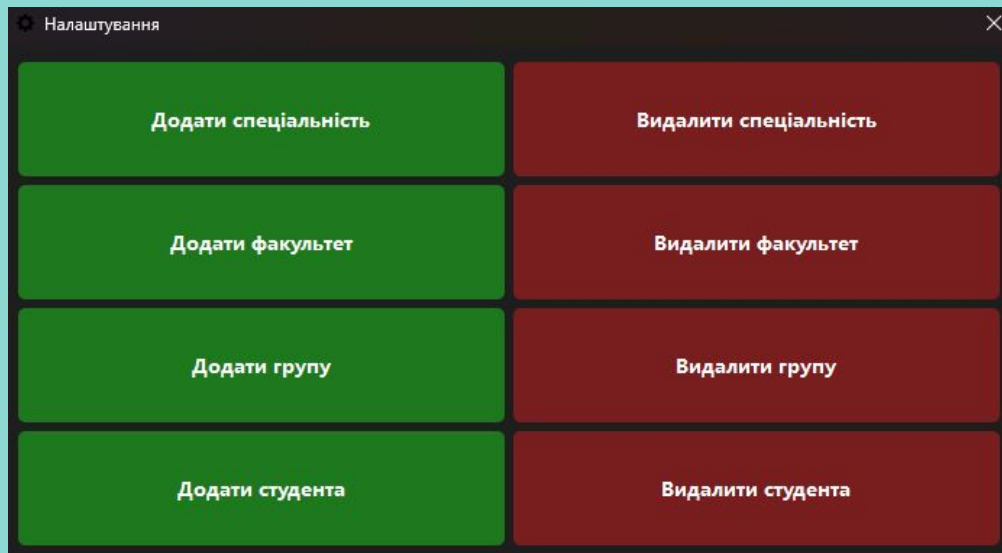 Налаштування
Додати спеціальність
Видалити спеціальність
Додати факультет
Видалити факультет
Додати групу
Видалити групу
Додати студента
Видалити студента